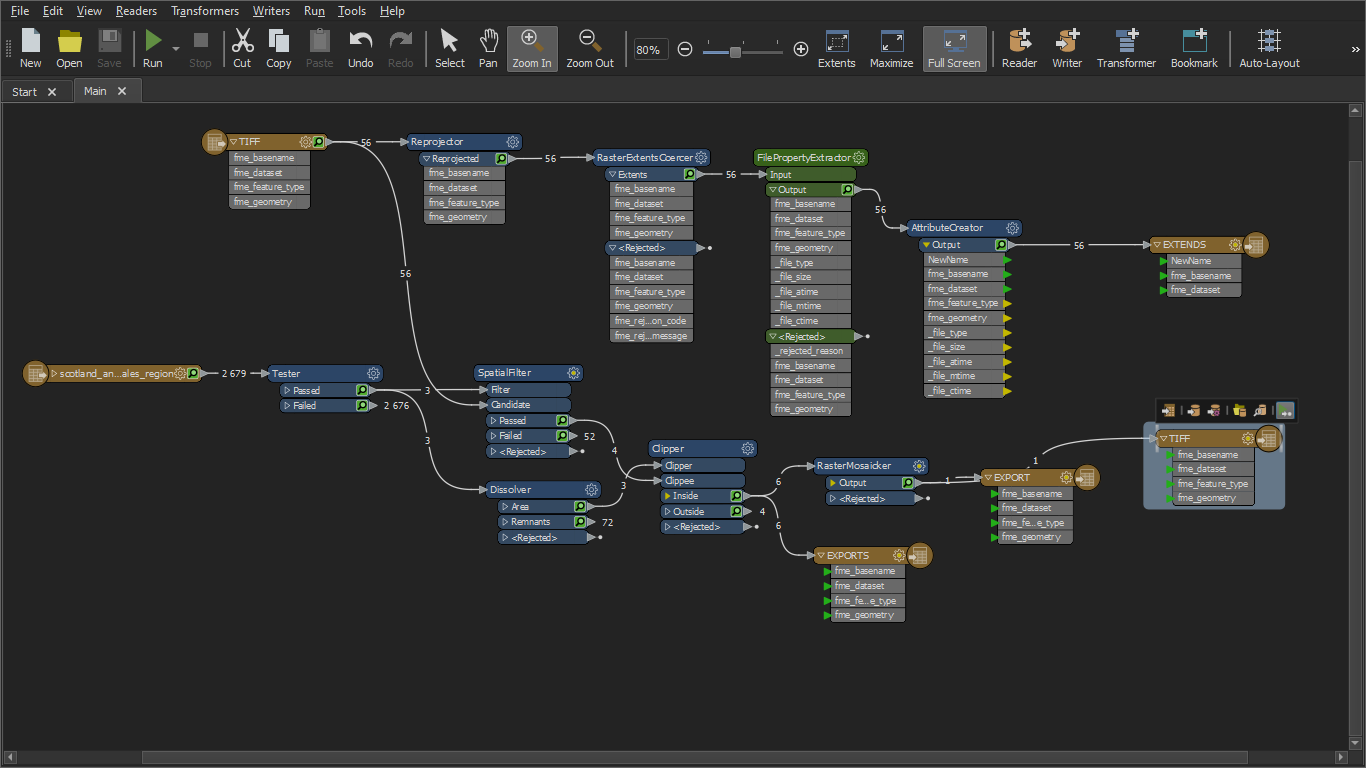 File Edit View Readers Transformers Writers Run Tools Help
New Open Save Run Stop Cut Copy Paste Undo Redo Select Pan Zoom In Zoom Out 80% Extents Maximize Full Screen Reader Writer Transformer Bookmark Auto-Layout »
Start Main
TIFF
fme_basename
fme_dataset
fme_feature_type
fme_geometry
56
56
Reprojector
Reprojected
fme_basename
fme_dataset
fme_feature_type
fme_geometry
56
RasterExtentsCoercer
Extents
fme_basename
fme_dataset
fme_feature_type
fme_geometry
<Rejected>
fme_basename
fme_dataset
fme_feature_type
fme_geometry
fme_rej...on_code
fme_rej...message
56
FilePropertyExtractor
Input
Output
fme_basename
fme_dataset
fme_feature_type
fme_geometry
_file_type
_file_size
_file_atime
_file_mtime
_file_ctime
<Rejected>
_rejected_reason
fme_basename
fme_dataset
fme_feature_type
fme_geometry
56
AttributeCreator
Output
NewName
fme_basename
fme_dataset
fme_feature_type
fme_geometry
_file_type
_file_size
_file_atime
_file_mtime
_file_ctime
56
EXTENDS
NewName
fme_basename
fme_dataset
scotland_an...ales_region
2 679
Tester
Passed
Failed
2 676
3
3
SpatialFilter
Filter
Candidate
Passed
Failed
<Rejected>
52
4
Dissolver
Area
Remnants
<Rejected>
72
3
Clipper
Clipper
Clippee
Inside
Outside
<Rejected>
4
6
6
RasterMosaicker
Output
<Rejected>
1
1
EXPORTS
fme_basename
fme_dataset
fme_fe...e_type
fme_geometry
EXPORT
fme_basename
fme_dataset
fme_fe...e_type
fme_geometry
TIFF
fme_basename
fme_dataset
fme_feature_type
fme_geometry